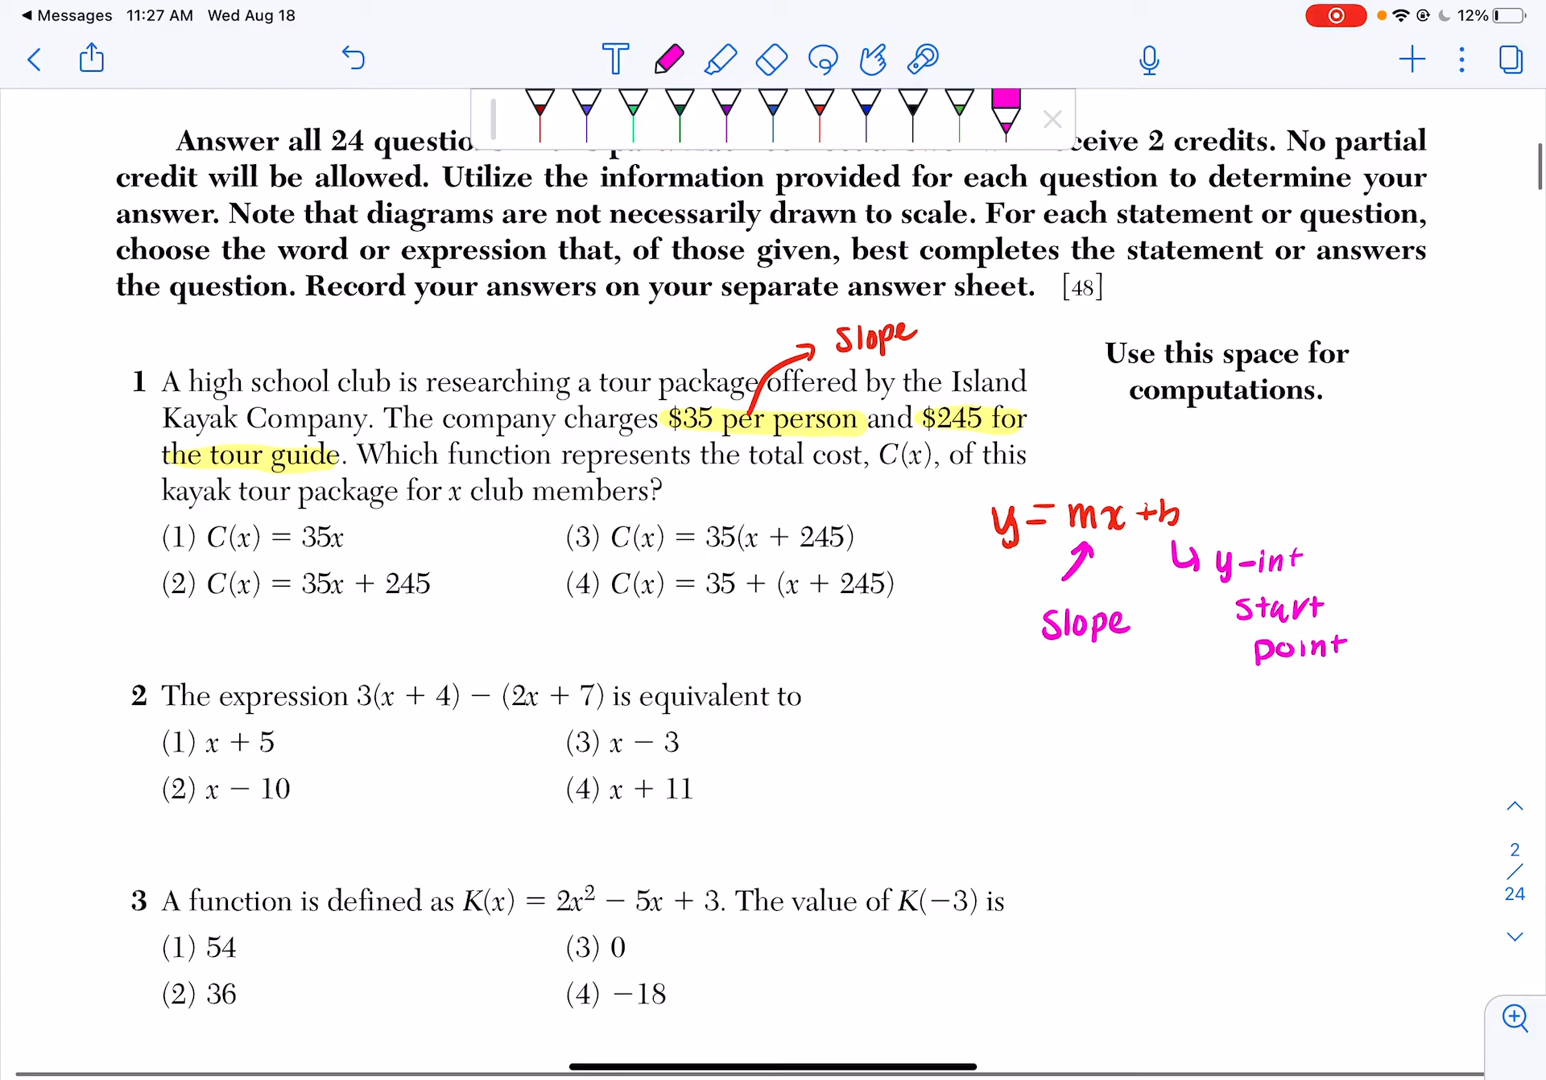 Messages 11:27 AM Wed Aug 18 12%
T
Answer all 24 questio ceive 2 credits. No partial
credit will be allowed. Utilize the information provided for each question to determine your
answer. Note that diagrams are not necessarily drawn to scale. For each statement or question,
choose the word or expression that, of those given, best completes the statement or answers
the question. Record your answers on your separate answer sheet. [48]
Slope
Use this space for
computations.
1 A high school club is researching a tour package offered by the Island
Kayak Company. The company charges $35 per person and $245 for
the tour guide. Which function represents the total cost, C(x), of this
kayak tour package for x club members?
(1) C(x) = 35x (3) C(x) = 35(x + 245)
(2) C(x) = 35x + 245 (4) C(x) = 35 + (x + 245)
y = mx + b
y-int
Slope
start
point
2 The expression 3(x + 4) − (2x + 7) is equivalent to
(1) x + 5 (3) x − 3
(2) x − 10 (4) x + 11
2
/
24
3 A function is defined as K(x) = 2x² − 5x + 3. The value of K(−3) is
(1) 54 (3) 0
(2) 36 (4) −18